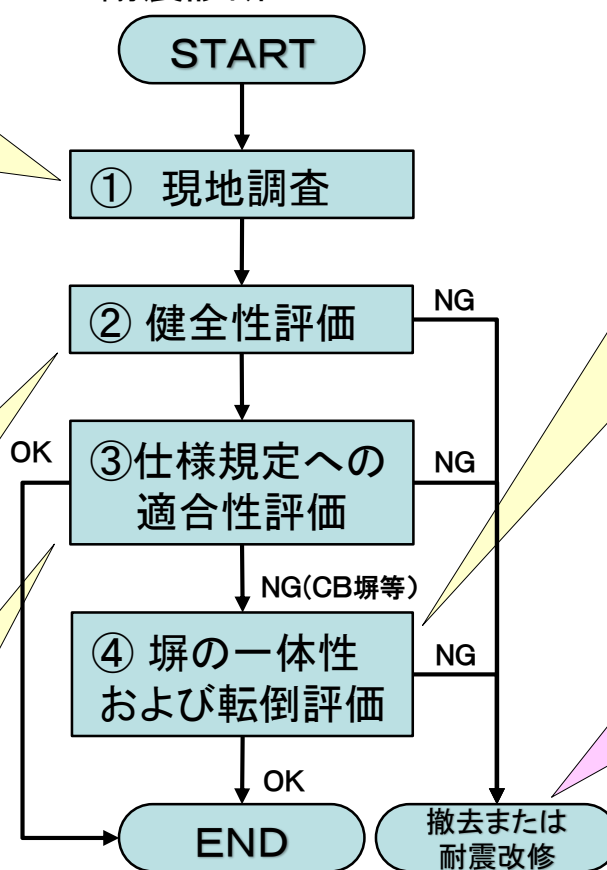 START
① 現地調査
② 健全性評価
NG
OK
③仕様規定への
適合性評価
NG
NG(CB塀等)
④ 塀の一体性
および転倒評価
NG
OK
END
撤去または
耐震改修